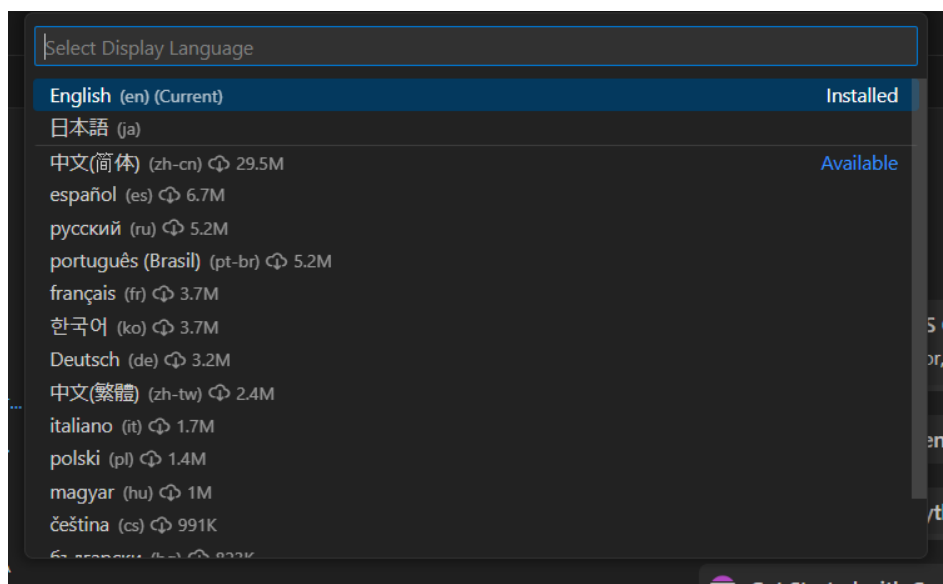 Select Display Language
English (en) (Current) Installed
日本語 (ja)
中文(简体) (zh-cn) 29.5M Available
español (es) 6.7M
русский (ru) 5.2M
português (Brasil) (pt-br) 5.2M
français (fr) 3.7M
한국어 (ko) 3.7M
Deutsch (de) 3.2M
中文(繁體) (zh-tw) 2.4M
italiano (it) 1.7M
polski (pl) 1.4M
magyar (hu) 1M
čeština (cs) 991K